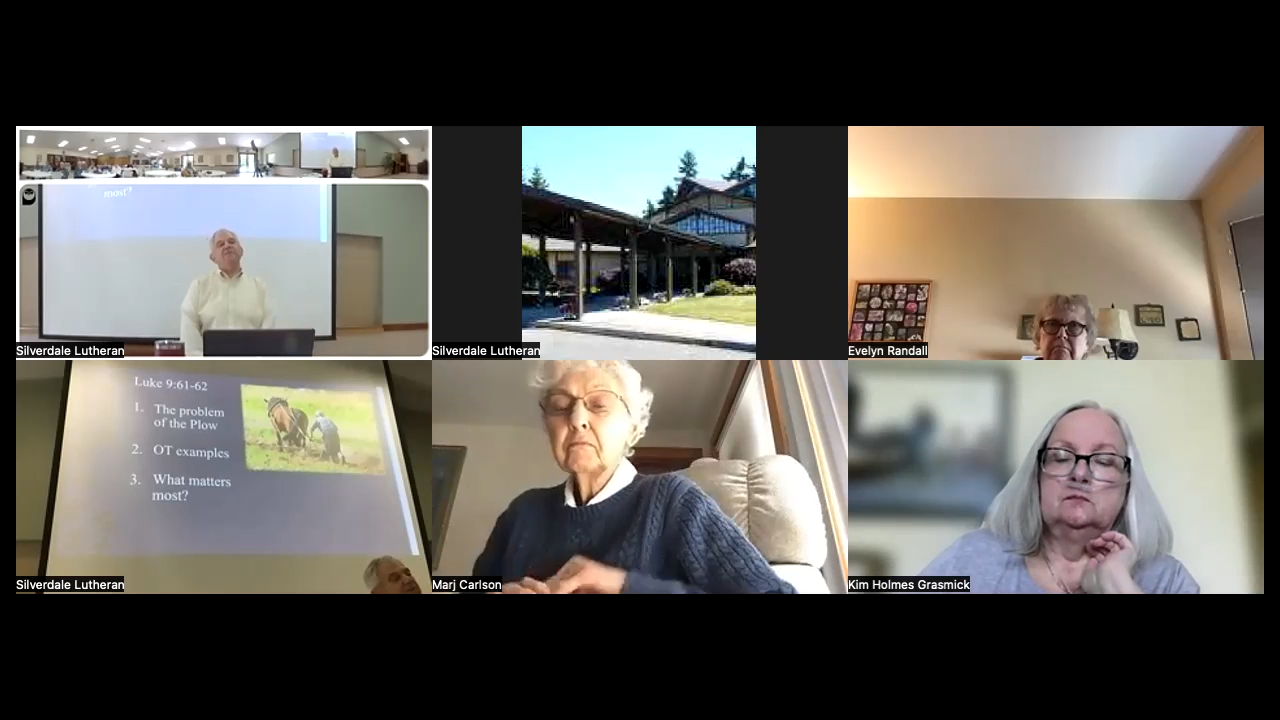 most?
Silverdale Lutheran
Silverdale Lutheran
Evelyn Randall
Luke 9:61-62
1. The problem
of the Plow
2. OT examples
3. What matters
most?
Silverdale Lutheran
Marj Carlson
Kim Holmes Grasmick